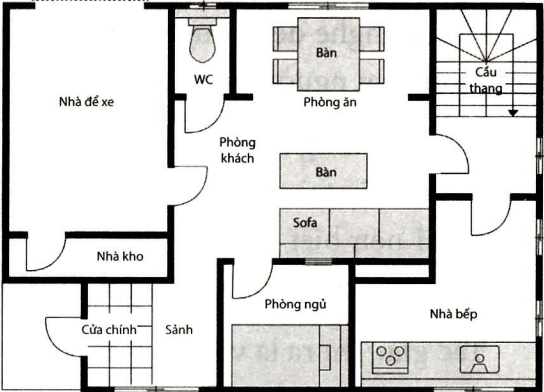 Bàn
WC
Cầu
thang
Nhà để xe
Phòng ăn
Phòng
khách
Bàn
Sofa
Nhà kho
Phòng ngủ
Nhà bếp
Cửa chính
Sảnh